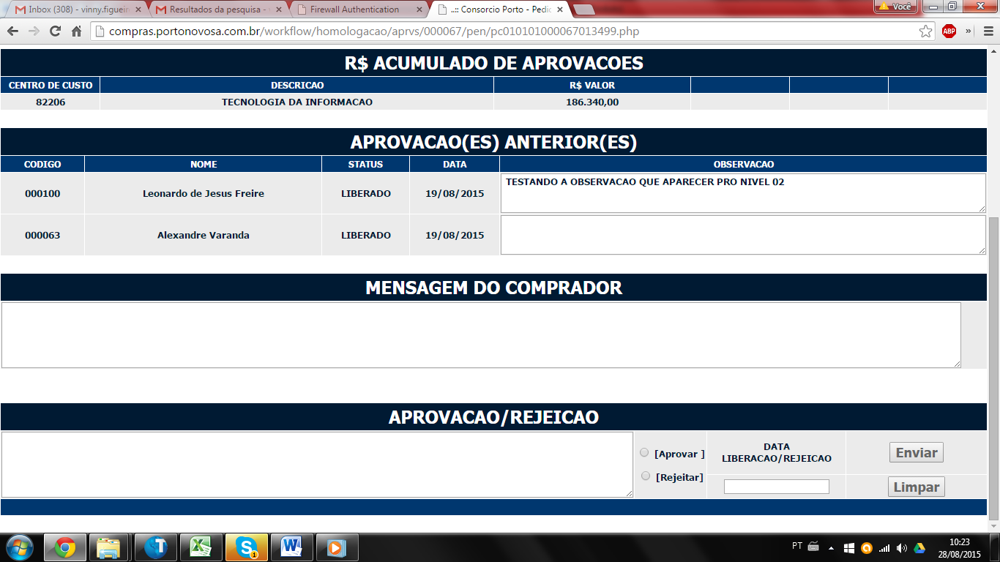 Inbox (308) - vinny.figueir
Resultados da pesquisa - v
Firewall Authentication
..:: Consorcio Porto - Pedic
Você
compras.portonovosa.com.br/workflow/homologacao/aprvs/000067/pen/pc010101000067013499.php
ABP
»
R$ ACUMULADO DE APROVACOES
CENTRO DE CUSTO DESCRICAO R$ VALOR
82206 TECNOLOGIA DA INFORMACAO 186.340,00
APROVACAO(ES) ANTERIOR(ES)
CODIGO NOME STATUS DATA OBSERVACAO
000100 Leonardo de Jesus Freire LIBERADO 19/08/2015 TESTANDO A OBSERVACAO QUE APARECER PRO NIVEL 02
000063 Alexandre Varanda LIBERADO 19/08/2015
MENSAGEM DO COMPRADOR
APROVACAO/REJEICAO
[Aprovar ]
[Rejeitar]
DATA
LIBERACAO/REJEICAO
Enviar
Limpar
PT
10:23
28/08/2015